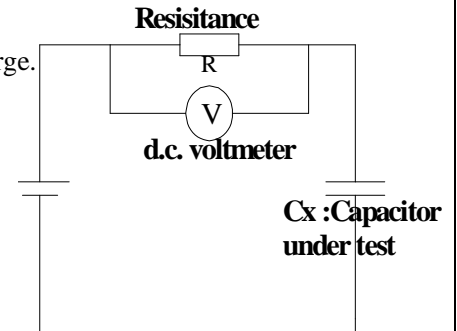 Resisitance
rge.
R
V
d.c. voltmeter
Cx :Capacitor
under test